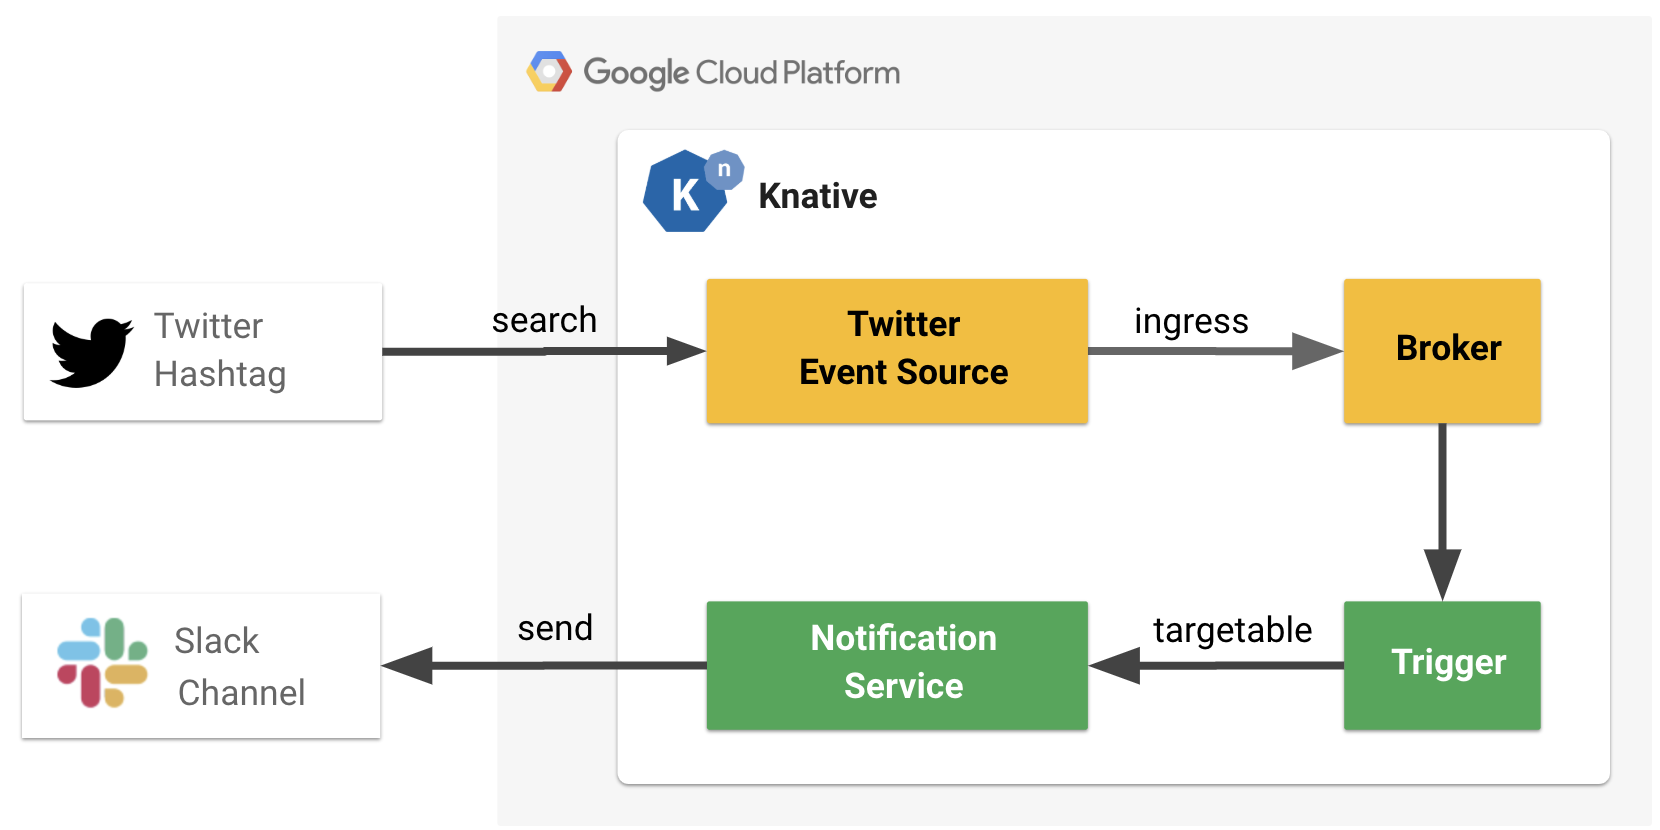 Google Cloud Platform
K
n
Knative
Twitter
Hashtag
search
Twitter
Event Source
ingress
Broker
Slack
Channel
send
Notification
Service
targetable
Trigger